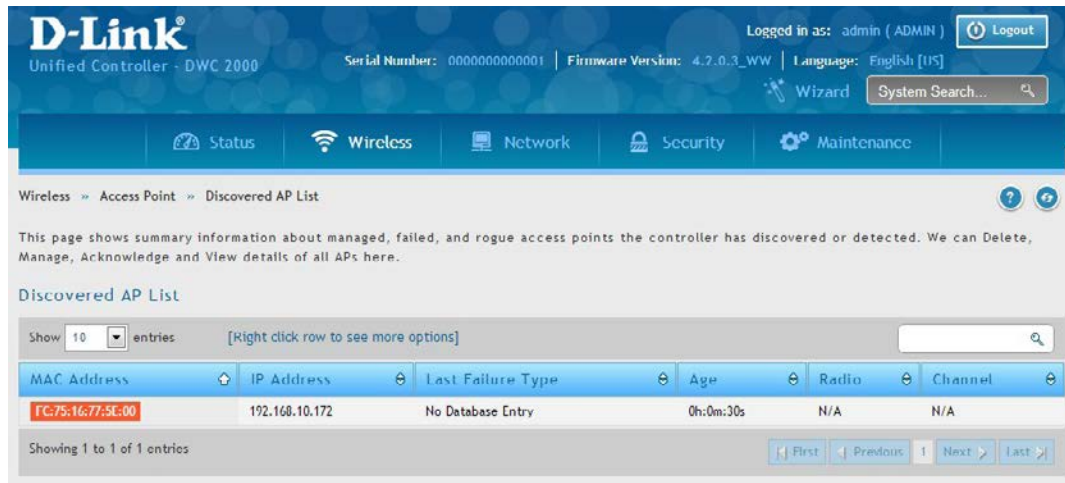 D-Link®
Logged in as: admin ( ADMIN ) Logout
Unified Controller - DWC 2000 Serial Number: 0000000000001 | Firmware Version: 4.2.0.3_WW | Language: English [US]
Wizard System Search...
Status Wireless Network Security Maintenance
Wireless » Access Point » Discovered AP List ?
This page shows summary information about managed, failed, and rogue access points the controller has discovered or detected. We can Delete,
Manage, Acknowledge and View details of all APs here.
Discovered AP List
Show 10 entries [Right click row to see more options]
MAC Address IP Address Last Failure Type Age Radio Channel
FC:75:16:77:5E:00 192.168.10.172 No Database Entry 0h:0m:30s N/A N/A
Showing 1 to 1 of 1 entries First Previous 1 Next Last